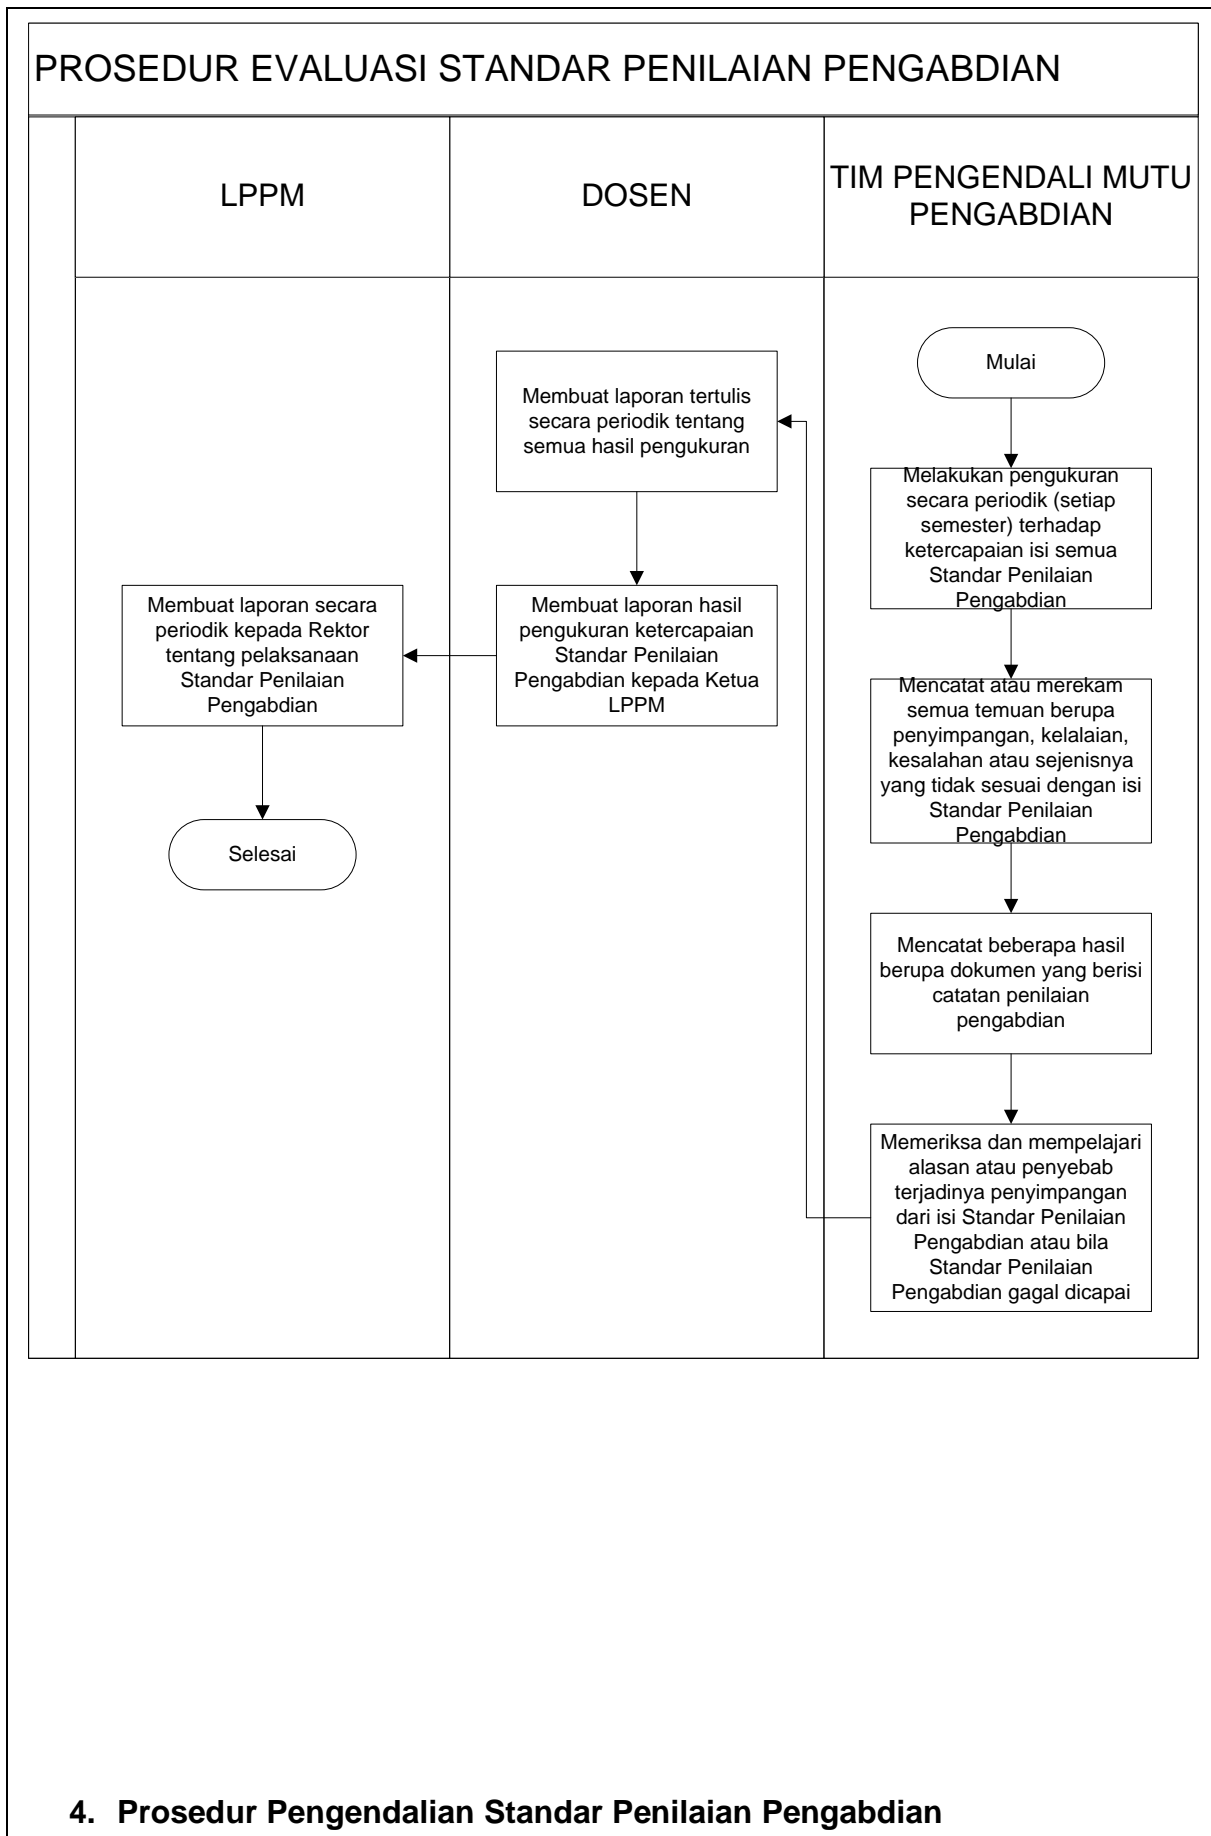 PROSEDUR EVALUASI STANDAR PENILAIAN PENGABDIAN
LPPM
DOSEN
TIM PENGENDALI MUTU
PENGABDIAN
Mulai
Melakukan pengukuran
secara periodik (setiap
semester) terhadap
ketercapaian isi semua
Standar Penilaian
Pengabdian
Mencatat atau merekam
semua temuan berupa
penyimpangan, kelalaian,
kesalahan atau sejenisnya
yang tidak sesuai dengan isi
Standar Penilaian
Pengabdian
Mencatat beberapa hasil
berupa dokumen yang berisi
catatan penilaian
pengabdian
Memeriksa dan mempelajari
alasan atau penyebab
terjadinya penyimpangan
dari isi Standar Penilaian
Pengabdian atau bila
Standar Penilaian
Pengabdian gagal dicapai
Membuat laporan tertulis
secara periodik tentang
semua hasil pengukuran
Membuat laporan hasil
pengukuran ketercapaian
Standar Penilaian
Pengabdian kepada Ketua
LPPM
Membuat laporan secara
periodik kepada Rektor
tentang pelaksanaan
Standar Penilaian
Pengabdian
Selesai
4. Prosedur Pengendalian Standar Penilaian Pengabdian